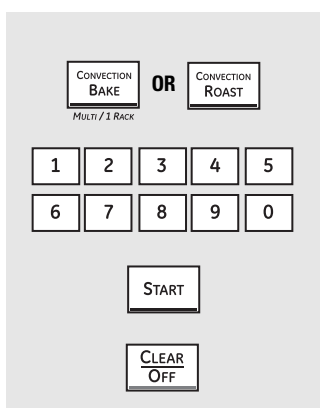 CONVECTION CONVECTION
BAKE OR ROAST
MULTI / 1 RACK
1 2 3 4 5
6 7 8 9 0
START
CLEAR
OFF